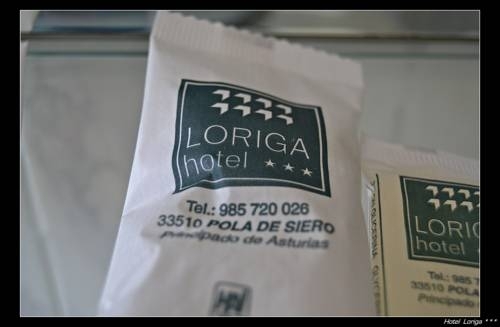 LORIGA
hotel ***
Tel.: 985 720 026
33510 POLA DE SIERO
Principado de Asturias
HN
LORIG
hotel
Tel.: 985
33510 POLA
Principado
Hotel Loriga ***